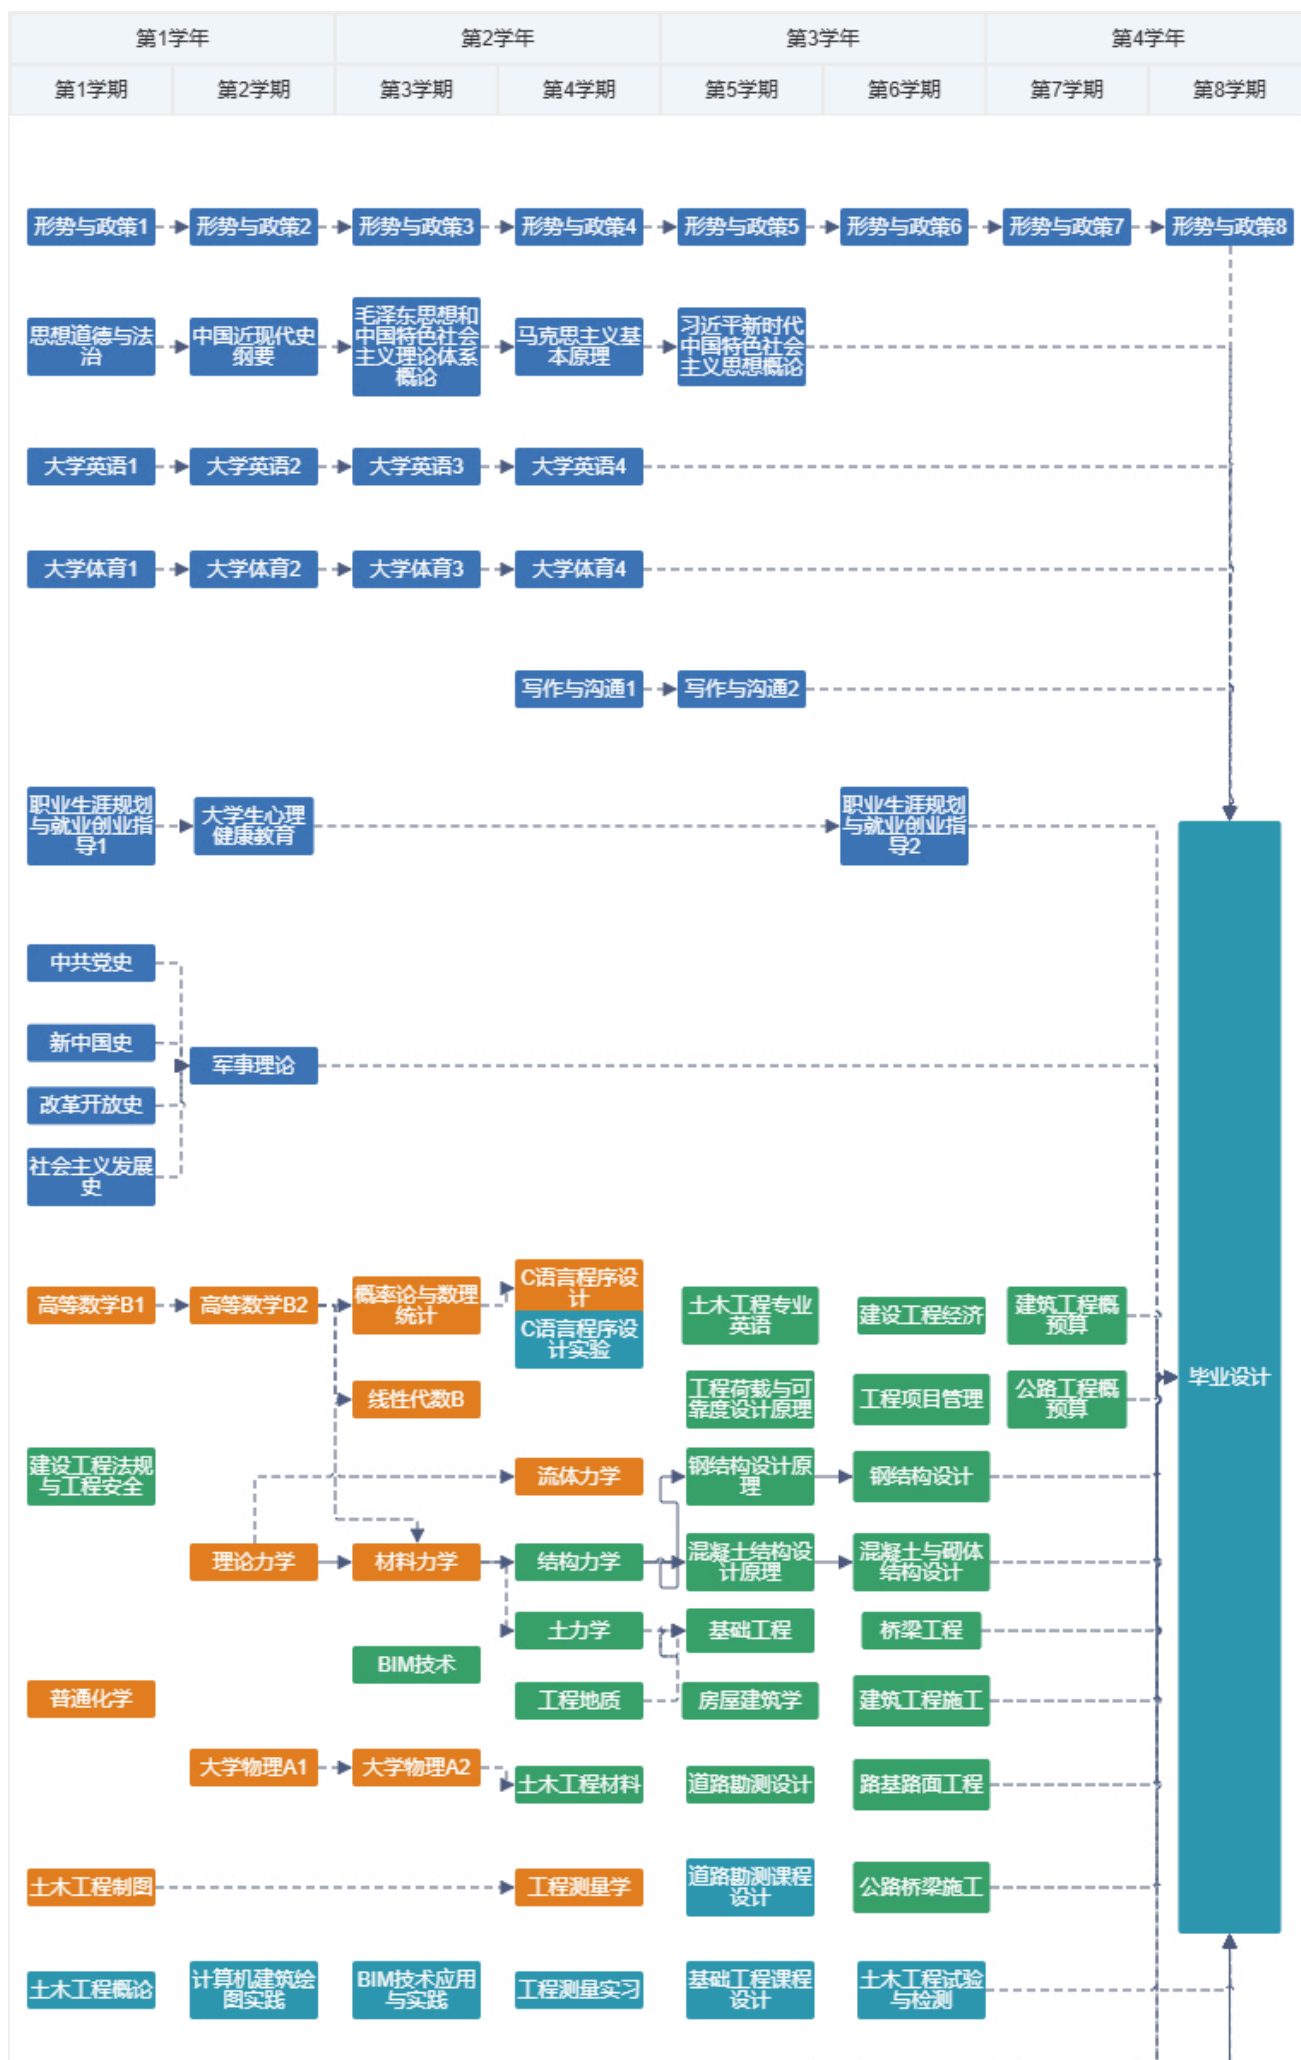 第1学年
第2学年
第3学年
第4学年
第1学期
第2学期
第3学期
第4学期
第5学期
第6学期
第7学期
第8学期
形势与政策1
形势与政策2
形势与政策3
形势与政策4
形势与政策5
形势与政策6
形势与政策7
形势与政策8
思想道德与法
治
中国近现代史
纲要
毛泽东思想和
中国特色社会
主义理论体系
概论
马克思主义基
本原理
习近平新时代
中国特色社会
主义思想概论
大学英语1
大学英语2
大学英语3
大学英语4
大学体育1
大学体育2
大学体育3
大学体育4
写作与沟通1
写作与沟通2
职业生涯规划
与就业创业指
导1
大学生心理
健康教育
职业生涯规划
与就业创业指
导2
中共党史
新中国史
军事理论
改革开放史
社会主义发展
史
高等数学B1
高等数学B2
概率论与数理
统计
C语言程序设
计
C语言程序设
计实验
土木工程专业
英语
建设工程经济
建筑工程概
预算
毕业设计
线性代数B
工程荷载与可
靠度设计原理
工程项目管理
公路工程概
预算
建设工程法规
与工程安全
流体力学
钢结构设计原
理
钢结构设计
理论力学
材料力学
结构力学
混凝土结构设
计原理
混凝土与砌体
结构设计
土力学
基础工程
桥梁工程
BIM技术
普通化学
工程地质
房屋建筑学
建筑工程施工
大学物理A1
大学物理A2
土木工程材料
道路勘测设计
路基路面工程
土木工程制图
工程测量学
道路勘测课程
设计
公路桥梁施工
土木工程概论
计算机建筑绘
图实践
BIM技术应用
与实践
工程测量实习
基础工程课程
设计
土木工程试验
与检测